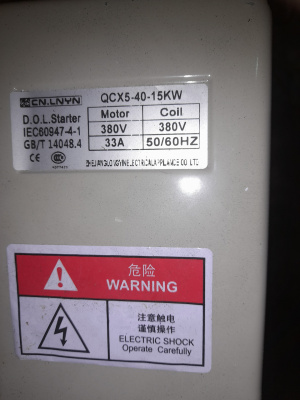 CN.LNYN
QCX5-40-15KW
D.O.L.Starter
IEC60947-4-1
GB/T 14048.4
Motor Coil
380V 380V
33A 50/60HZ
危险
WARNING
注意触电
谨慎操作
ELECTRIC SHOCK
Operate Carefully